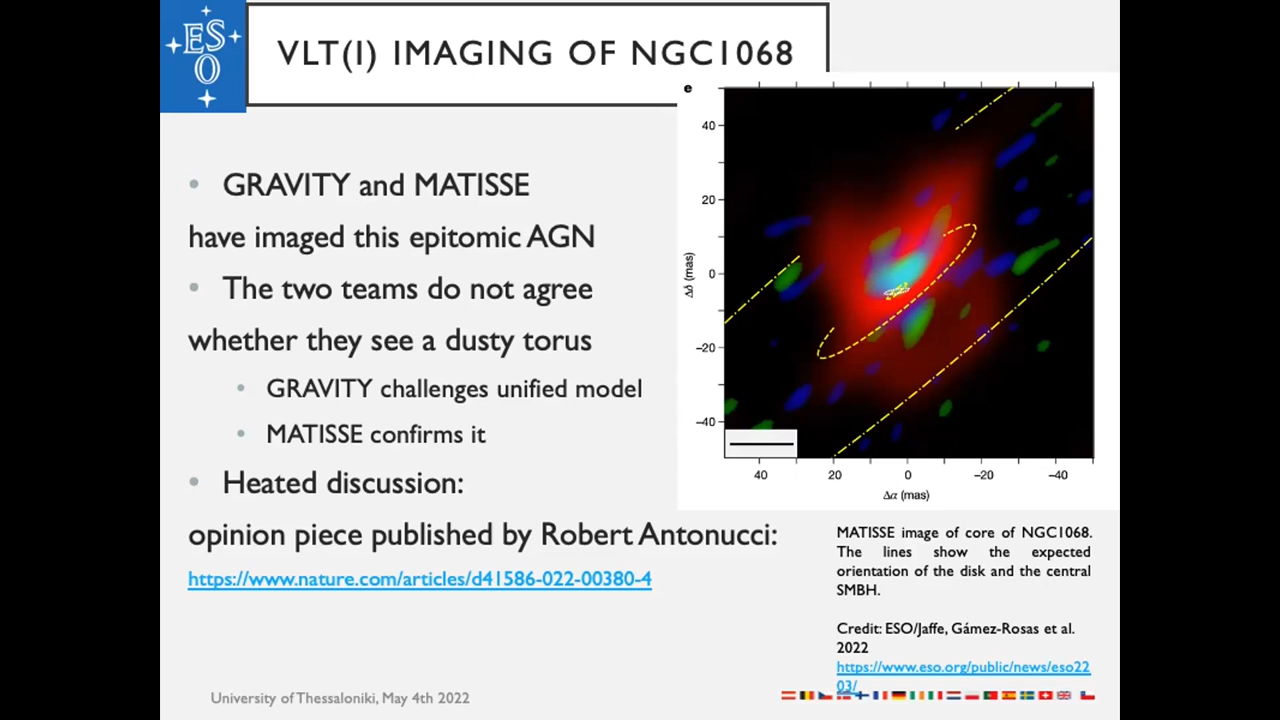 ESO
VLT(I) IMAGING OF NGC1068
• GRAVITY and MATISSE
have imaged this epitomic AGN
• The two teams do not agree
whether they see a dusty torus
• GRAVITY challenges unified model
• MATISSE confirms it
• Heated discussion:
opinion piece published by Robert Antonucci:
https://www.nature.com/articles/d41586-022-00380-4
e
40
20
0
−20
−40
Δδ (mas)
40
20
0
−20
−40
Δα (mas)
MATISSE image of core of NGC1068.
The lines show the expected
orientation of the disk and the central
SMBH.
Credit: ESO/Jaffe, Gámez-Rosas et al.
2022
https://www.eso.org/public/news/eso22
03/
University of Thessaloniki, May 4th 2022